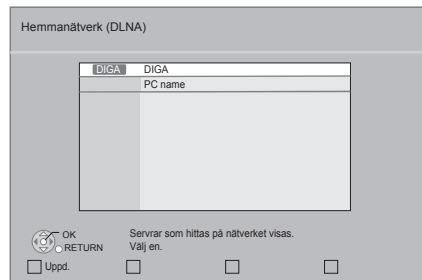 Hemmanätverk (DLNA)
DIGA DIGA
PC name
OK
RETURN
Servrar som hittas på nätverket visas.
Välj en.
Uppd.